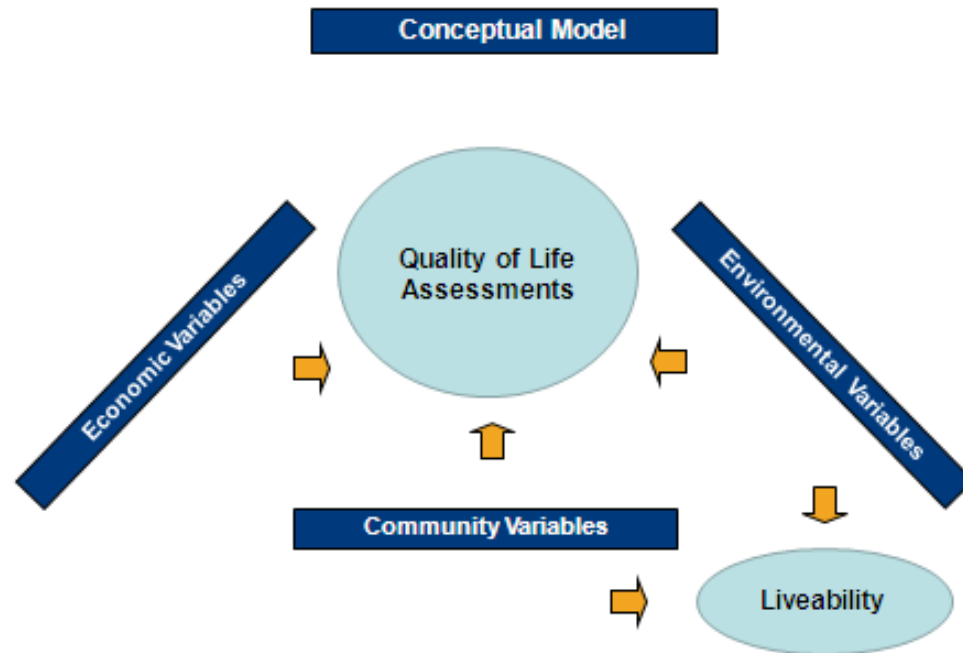 Conceptual Model
Quality of Life
Assessments
Economic Variables
Environmental Variables
Community Variables
Liveability